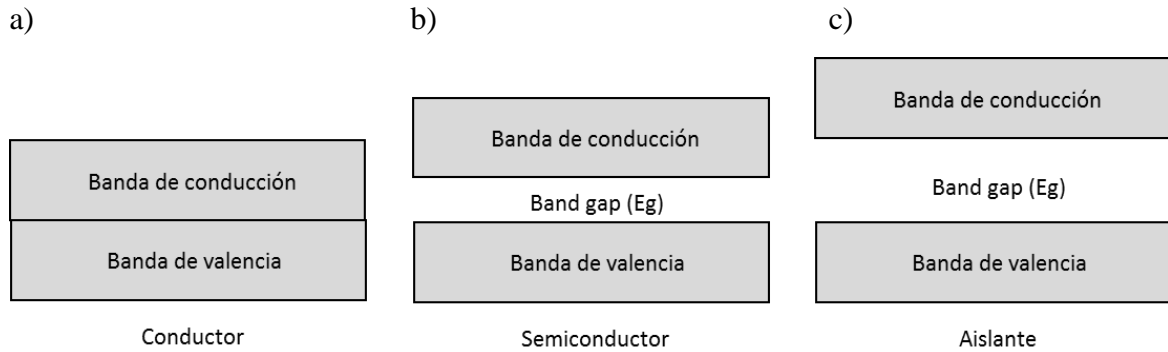 a)
b)
c)
Banda de conducción
Banda de valencia
Conductor
Banda de conducción
Band gap (Eg)
Banda de valencia
Semiconductor
Banda de conducción
Band gap (Eg)
Banda de valencia
Aislante